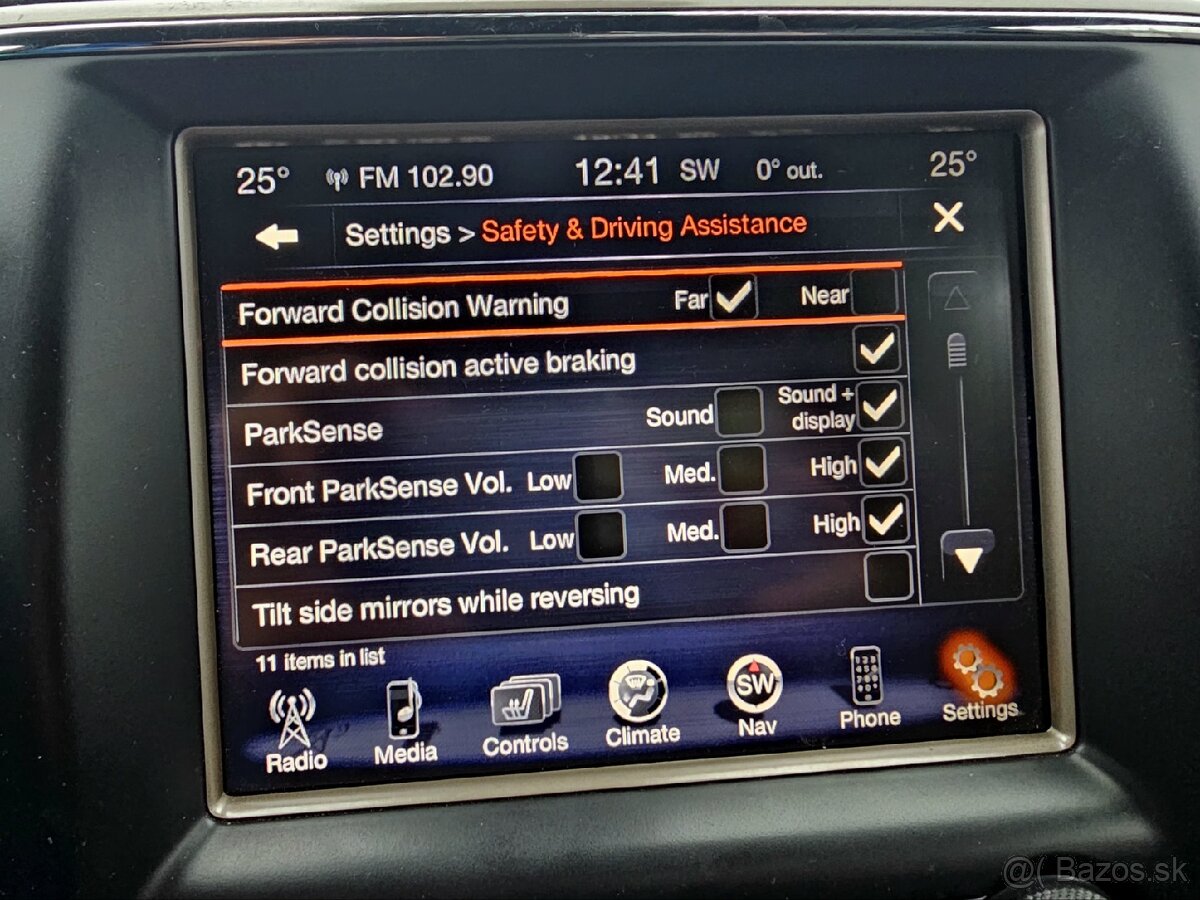 25° FM 102.90 12:41 SW 0° out. 25°
Settings > Safety & Driving Assistance
Forward Collision Warning Far Near
Forward collision active braking
ParkSense Sound Sound + display
Front ParkSense Vol. Low Med. High
Rear ParkSense Vol. Low Med. High
Tilt side mirrors while reversing
11 items in list
Radio Media Controls Climate SW Nav Phone Settings
@( Bazos.sk